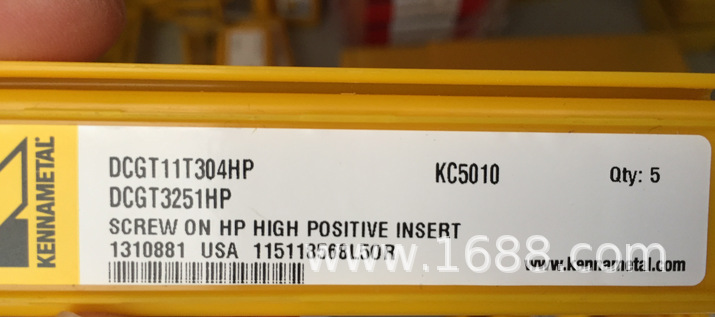 KENNAMETAL
DCGT11T304HP KC5010 Qty: 5
DCGT3251HP
SCREW ON HP HIGH POSITIVE INSERT
1310881 USA
www.1688.com.cn
www.kennametal.com